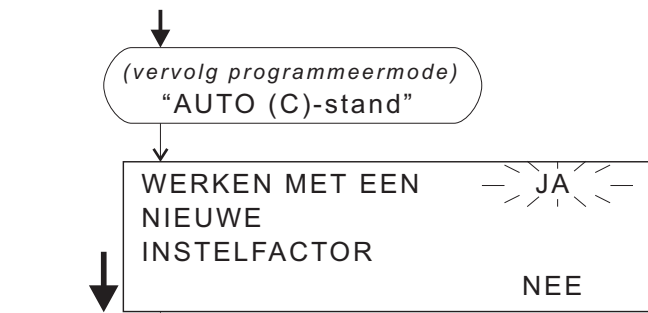 (vervolg programmeermode)
“AUTO (C)-stand”
WERKEN MET EEN JA
NIEUWE
INSTELFACTOR
NEE